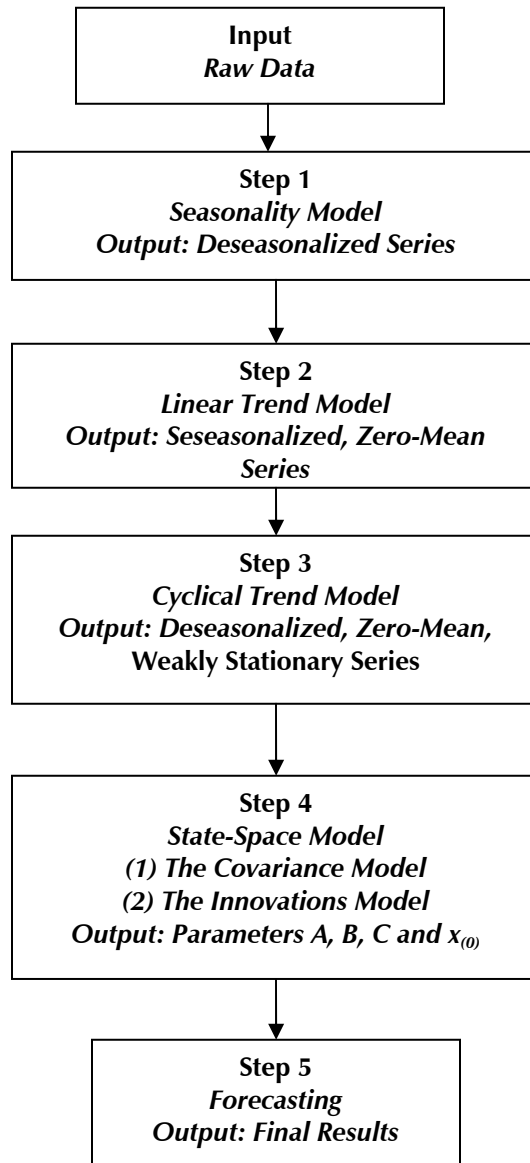 Input
Raw Data
Step 1
Seasonality Model
Output: Deseasonalized Series
Step 2
Linear Trend Model
Output: Seseasonalized, Zero-Mean
Series
Step 3
Cyclical Trend Model
Output: Deseasonalized, Zero-Mean,
Weakly Stationary Series
Step 4
State-Space Model
(1) The Covariance Model
(2) The Innovations Model
Output: Parameters A, B, C and x(0)
Step 5
Forecasting
Output: Final Results